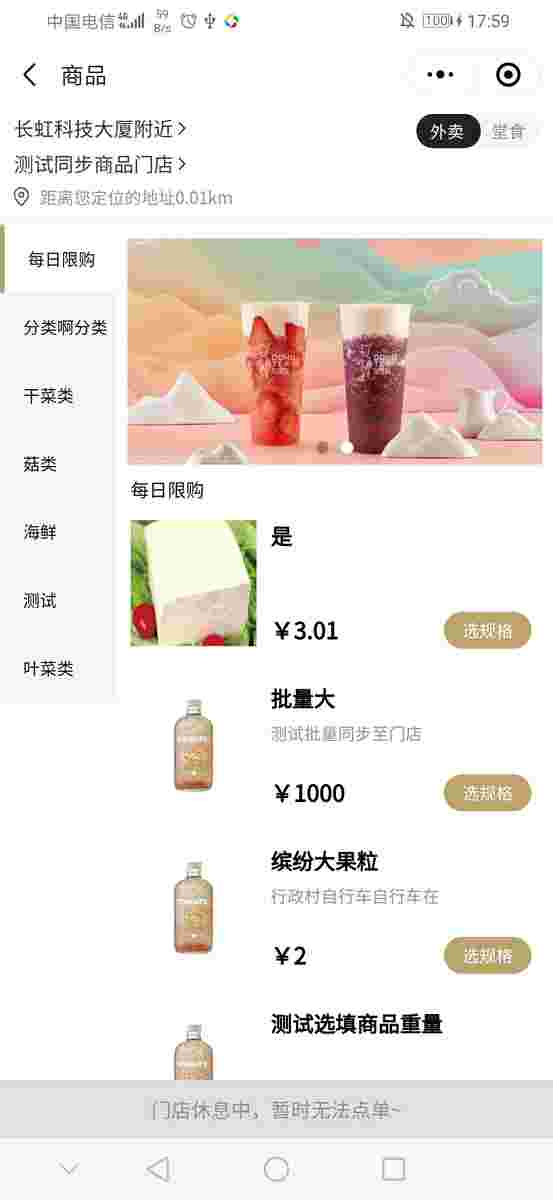 中国电信 4G 59 B/s 100 17:59
商品
长虹科技大厦附近
外卖 堂食
测试同步商品门店
距离您定位的地址0.01km
每日限购
分类啊分类
干菜类
菇类
海鲜
测试
叶菜类
每日限购
是
￥3.01
选规格
批量大
测试批量同步至门店
￥1000
选规格
缤纷大果粒
行政村自行车自行车在
￥2
选规格
测试选填商品重量
门店休息中，暂时无法点单~